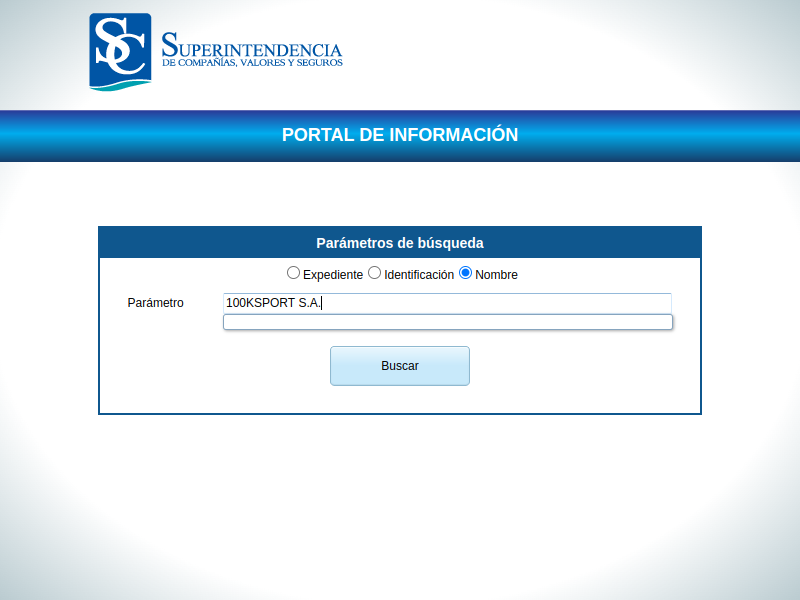 SC
SUPERINTENDENCIA
DE COMPAÑÍAS, VALORES Y SEGUROS
PORTAL DE INFORMACIÓN
Parámetros de búsqueda
Expediente Identificación Nombre
Parámetro 100KSPORT S.A.
Buscar